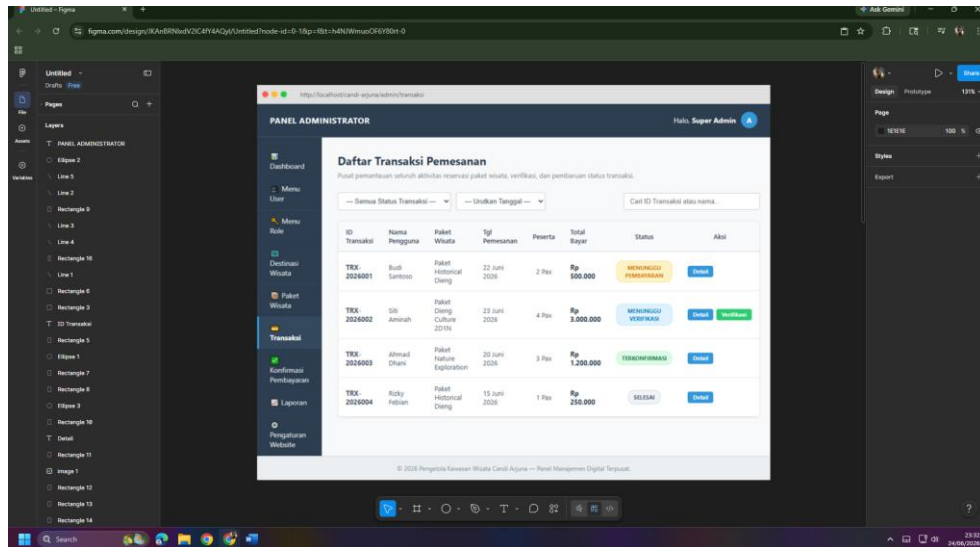 Untitled – Figma
Ask Gemini
figma.com/design/JKAnBRNlxdV2IC4fY4AQyl/Untitled?node-id=0-1&p=f&t=h4NJWmuoOF6Y80rt-0
Untitled
Drafts Free
File
Assets
Variables
Pages
Layers
PANEL ADMINISTRATOR
Ellipse 2
Line 5
Line 2
Rectangle 9
Line 3
Line 4
Rectangle 16
Line 1
Rectangle 6
Rectangle 3
ID Transaksi
Rectangle 5
Ellipse 1
Rectangle 7
Rectangle 8
Ellipse 3
Rectangle 10
Detail
Rectangle 11
Image 1
Rectangle 12
Rectangle 13
Rectangle 14
http://localhost/candi-arjuna/admin/transaksi
PANEL ADMINISTRATOR
Halo, Super Admin A
Dashboard
Menu
User
Menu
Role
Destinasi
Wisata
Paket
Wisata
Transaksi
Konfirmasi
Pembayaran
Laporan
Pengaturan
Website
Daftar Transaksi Pemesanan
Pusat pemantauan seluruh aktivitas reservasi paket wisata, verifikasi, dan pembaruan status transaksi.
--- Semua Status Transaksi ---
--- Urutkan Tanggal ---
Cari ID Transaksi atau nama...
ID Transaksi Nama Pengguna Paket Wisata Tgl Pemesanan Peserta Total Bayar Status Aksi
TRX-2026001 Budi Santoso Paket Historical Dieng 22 Juni 2026 2 Pax Rp 500.000 MENUNGGU PEMBAYARAN Detail
TRX-2026002 Siti Aminah Paket Dieng Culture 2D1N 23 Juni 2026 4 Pax Rp 3.000.000 MENUNGGU VERIFIKASI Detail Verifikasi
TRX-2026003 Ahmad Dhani Paket Nature Exploration 20 Juni 2026 3 Pax Rp 1.200.000 TERKONFIRMASI Detail
TRX-2026004 Rizky Febian Paket Historical Dieng 15 Juni 2026 1 Pax Rp 250.000 SELESAI Detail
© 2026 Pengelola Kawasan Wisata Candi Arjuna — Panel Manajemen Digital Terpusat.
Share
Design Prototype 131%
Page
1E1E1E 100 %
Styles
Export
Search
23:32
24/06/2026